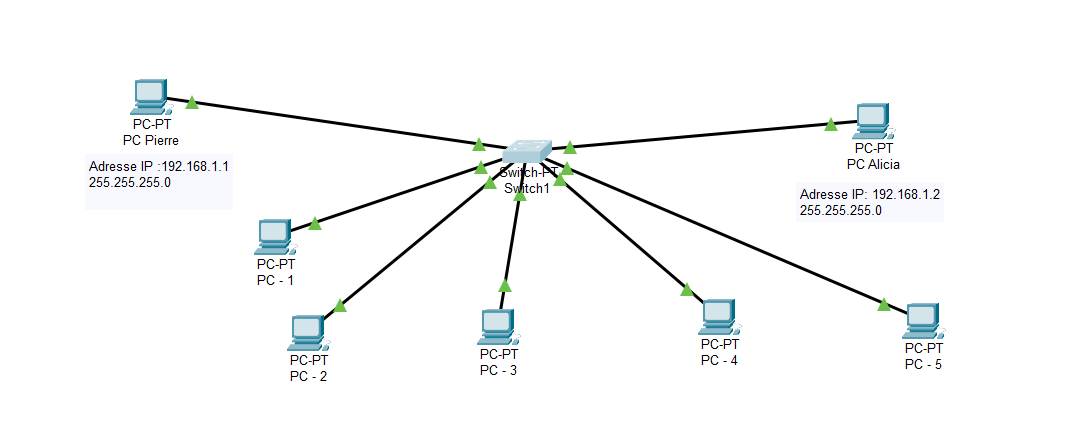 PC-PT
PC Pierre
Adresse IP :192.168.1.1
255.255.255.0
PC-PT
PC Alicia
Adresse IP: 192.168.1.2
255.255.255.0
Switch-PT
Switch1
PC-PT
PC - 1
PC-PT
PC - 2
PC-PT
PC - 3
PC-PT
PC - 4
PC-PT
PC - 5